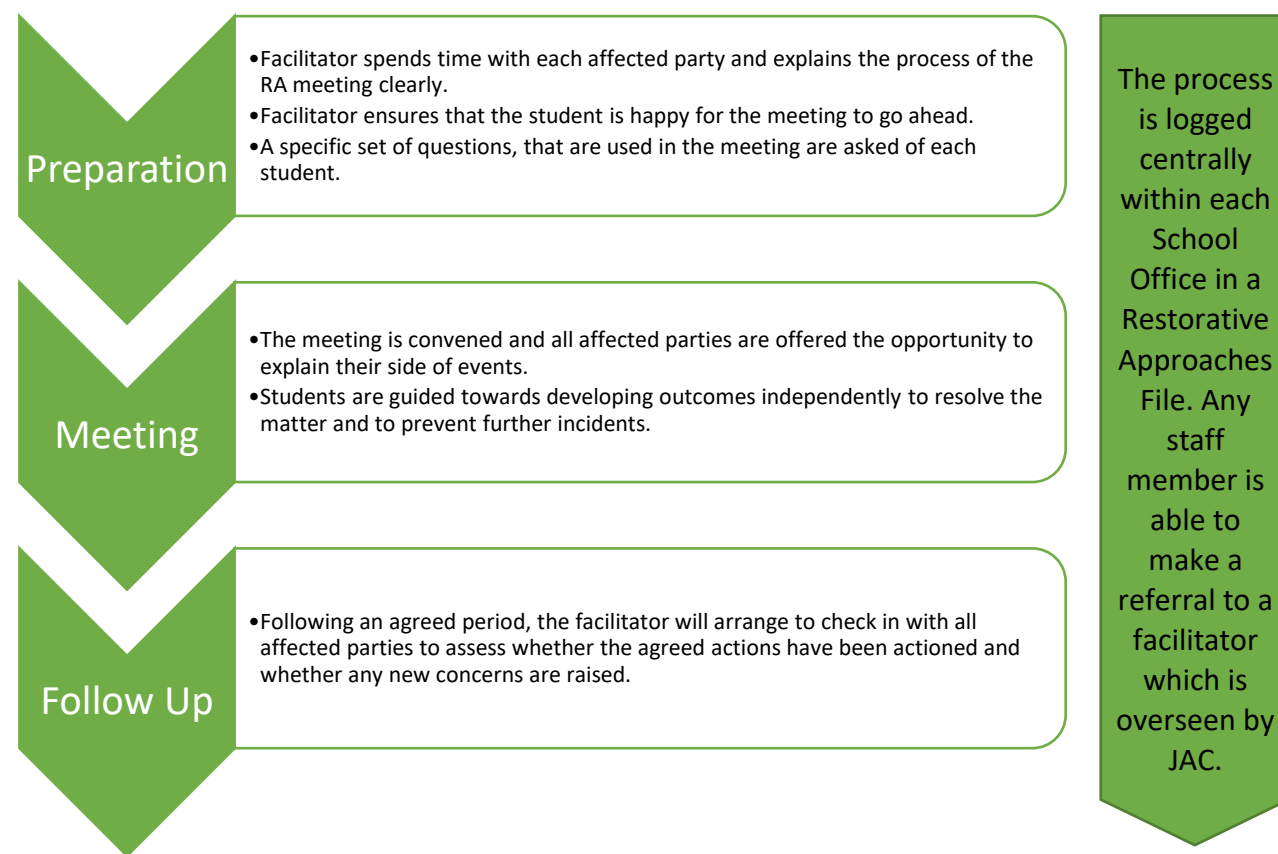 Preparation
•Facilitator spends time with each affected party and explains the process of the
RA meeting clearly.
•Facilitator ensures that the student is happy for the meeting to go ahead.
•A specific set of questions, that are used in the meeting are asked of each
student.
Meeting
•The meeting is convened and all affected parties are offered the opportunity to
explain their side of events.
•Students are guided towards developing outcomes independently to resolve the
matter and to prevent further incidents.
Follow Up
•Following an agreed period, the facilitator will arrange to check in with all
affected parties to assess whether the agreed actions have been actioned and
whether any new concerns are raised.
The process
is logged
centrally
within each
School
Office in a
Restorative
Approaches
File. Any
staff
member is
able to
make a
referral to a
facilitator
which is
overseen by
JAC.